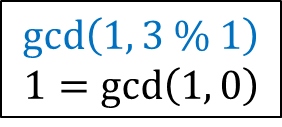 gcd(1, 3 % 1)
1 = gcd(1, 0)